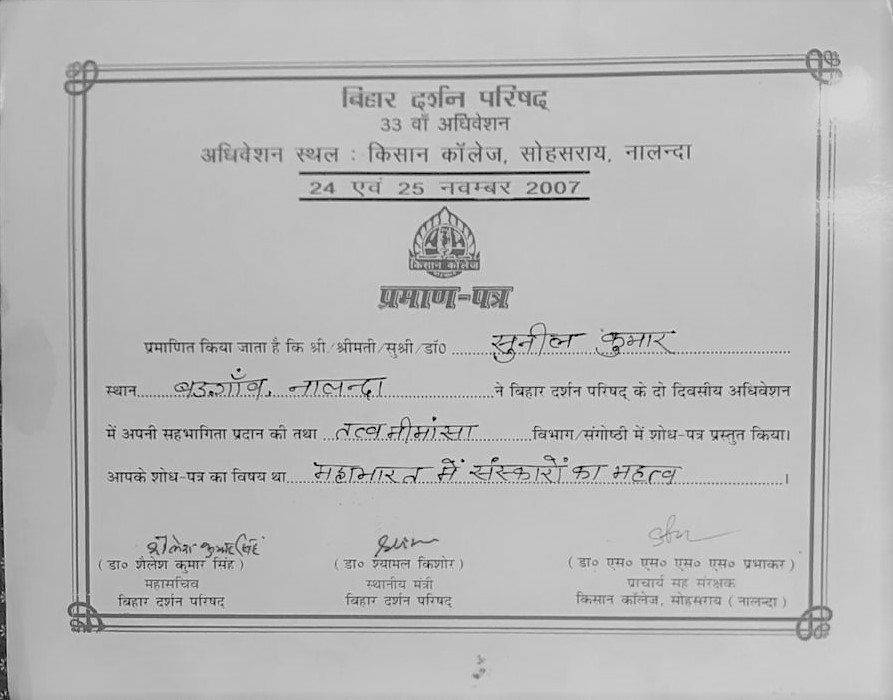 बिहार दर्शन परिषद्
33 वाँ अधिवेशन
अधिवेशन स्थल : किसान कॉलेज, सोहसराय, नालन्दा
24 एवं 25 नवम्बर 2007
किसान कॉलेज
प्रमाण-पत्र
प्रमाणित किया जाता है कि श्री/श्रीमती/सुश्री/डॉ० सुनील कुमार
स्थान बड़गाँव, नालन्दा ने बिहार दर्शन परिषद् के दो दिवसीय अधिवेशन
में अपनी सहभागिता प्रदान की तथा तत्व मीमांसा विभाग/संगोष्ठी में शोध-पत्र प्रस्तुत किया।
आपके शोध-पत्र का विषय था महाभारत में संस्कारों का महत्व ।
शैलेश कुमार सिंह
(डा० शैलेश कुमार सिंह) (डा० श्यामल किशोर) (डा० एस० एस० एस० एस० प्रभाकर)
महासचिव स्थानीय मंत्री प्राचार्य सह संरक्षक
बिहार दर्शन परिषद् बिहार दर्शन परिषद् किसान कॉलेज, सोहसराय (नालन्दा)